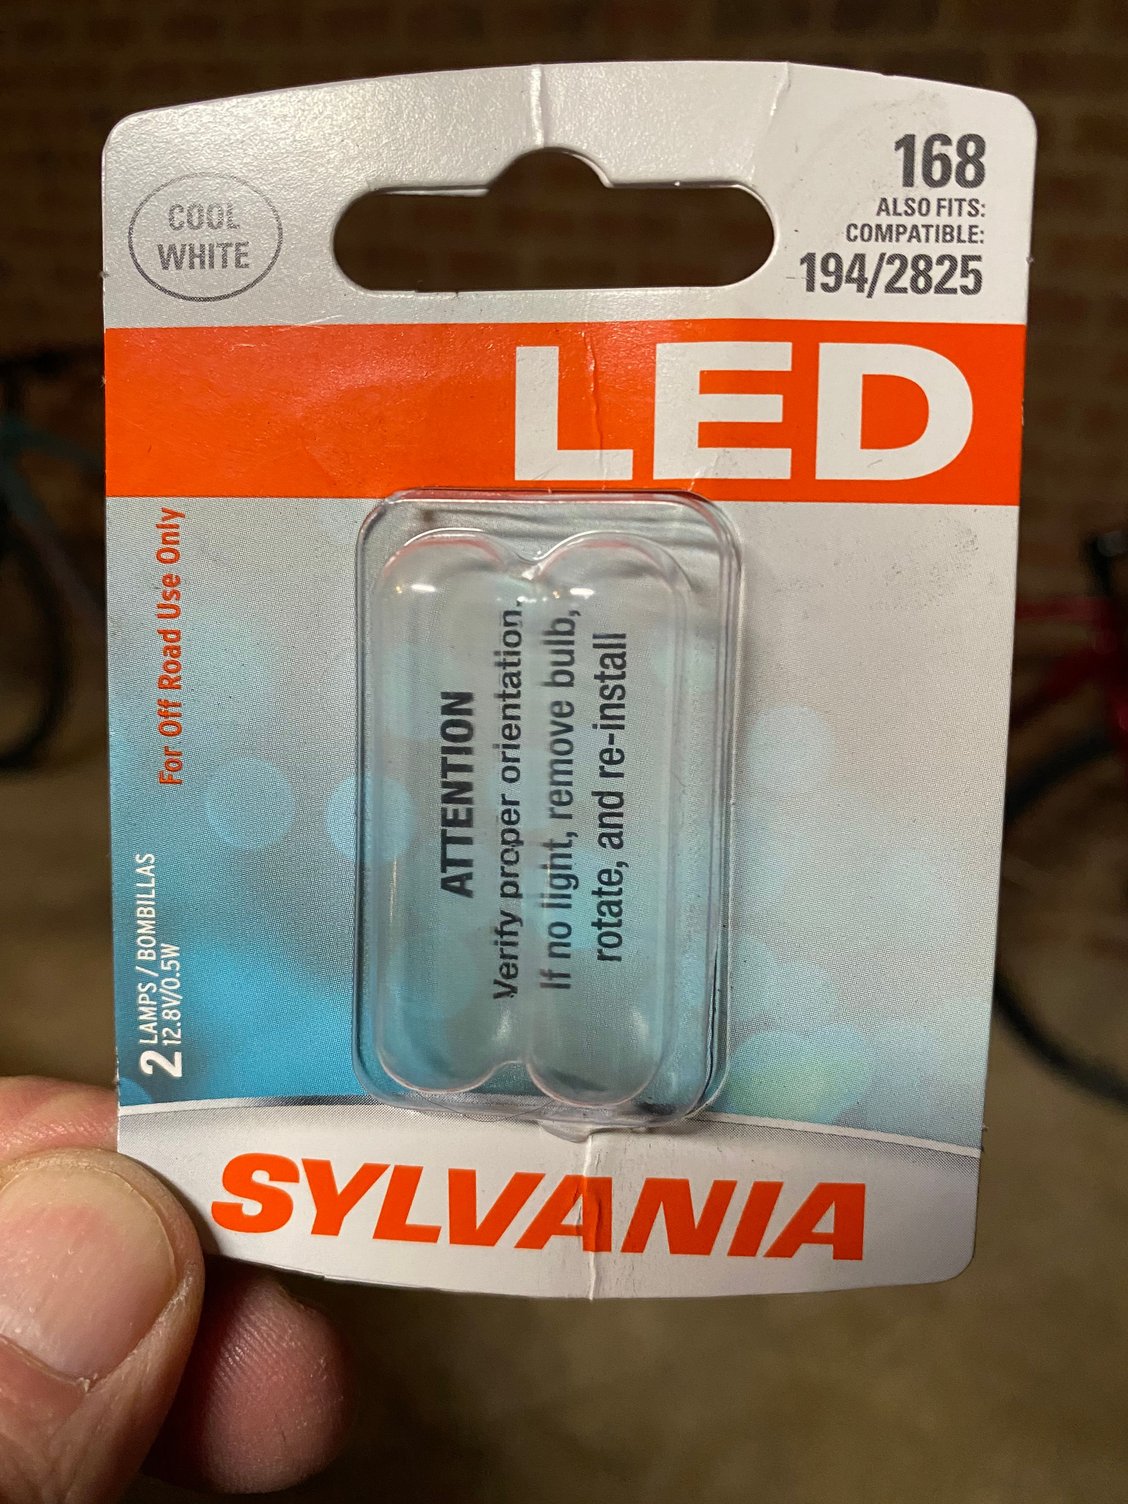 COOL
WHITE
168
ALSO FITS:
COMPATIBLE:
194/2825
LED
For Off Road Use Only
ATTENTION
Verify proper orientation.
If no light, remove bulb,
rotate, and re-install
2 LAMPS / BOMBILLAS
12.8V/0.5W
SYLVANIA